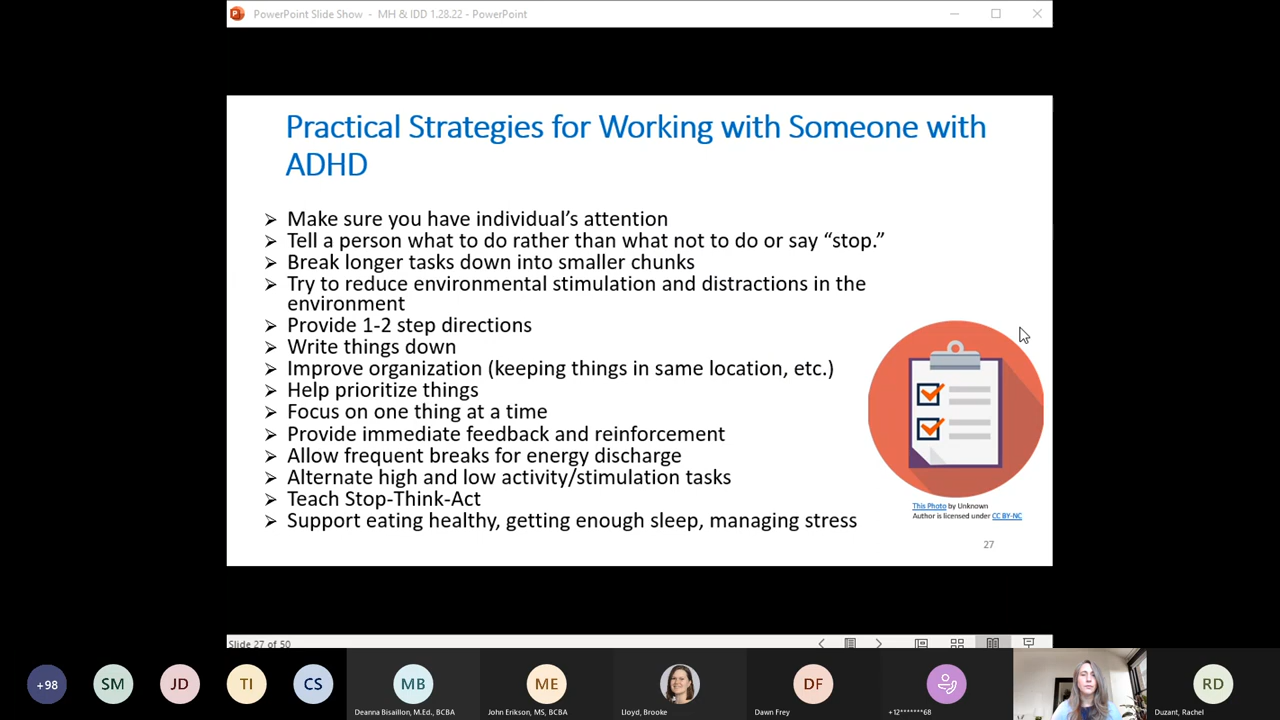 PowerPoint Slide Show - MH & IDD 1.28.22 - PowerPoint
Practical Strategies for Working with Someone with
ADHD
➢ Make sure you have individual's attention
➢ Tell a person what to do rather than what not to do or say “stop.”
➢ Break longer tasks down into smaller chunks
➢ Try to reduce environmental stimulation and distractions in the
environment
➢ Provide 1-2 step directions
➢ Write things down
➢ Improve organization (keeping things in same location, etc.)
➢ Help prioritize things
➢ Focus on one thing at a time
➢ Provide immediate feedback and reinforcement
➢ Allow frequent breaks for energy discharge
➢ Alternate high and low activity/stimulation tasks
➢ Teach Stop-Think-Act
➢ Support eating healthy, getting enough sleep, managing stress
This Photo by Unknown
Author is licensed under CC BY-NC
27
Slide 27 of 50
+98
SM
JD
TI
CS
MB
Deanna Bisaillon, M.Ed., BCBA
ME
John Erikson, MS, BCBA
Lloyd, Brooke
DF
Dawn Frey
+12*******68
RD
Duzant, Rachel